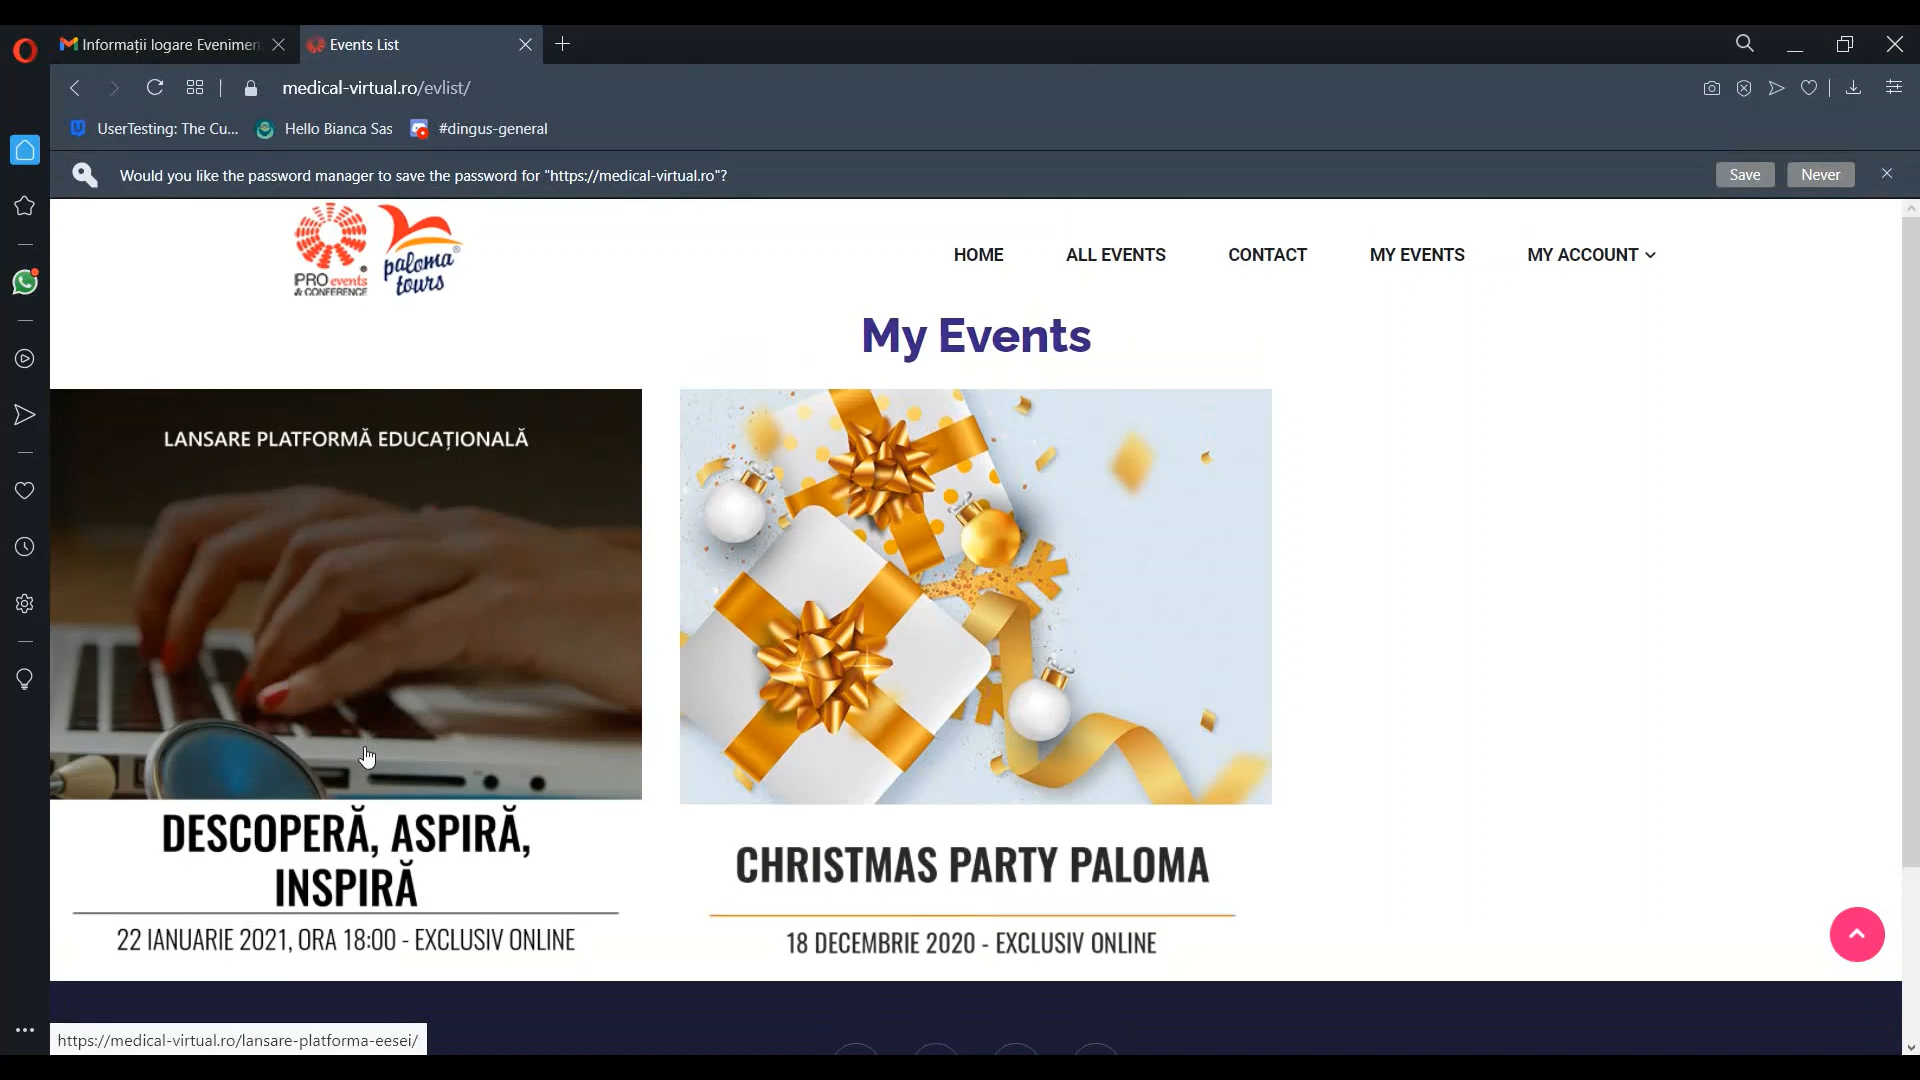 Informații logare Evenimen
Events List
medical-virtual.ro/evlist/
UserTesting: The Cu...
Hello Bianca Sas
#dingus-general
Would you like the password manager to save the password for "https://medical-virtual.ro"?
Save
Never
PRO events
& CONFERENCE
paloma
tours
HOME
ALL EVENTS
CONTACT
MY EVENTS
MY ACCOUNT
My Events
LANSARE PLATFORMĂ EDUCAȚIONALĂ
DESCOPERĂ, ASPIRĂ,
INSPIRĂ
22 IANUARIE 2021, ORA 18:00 - EXCLUSIV ONLINE
CHRISTMAS PARTY PALOMA
18 DECEMBRIE 2020 - EXCLUSIV ONLINE
https://medical-virtual.ro/lansare-platforma-eesei/